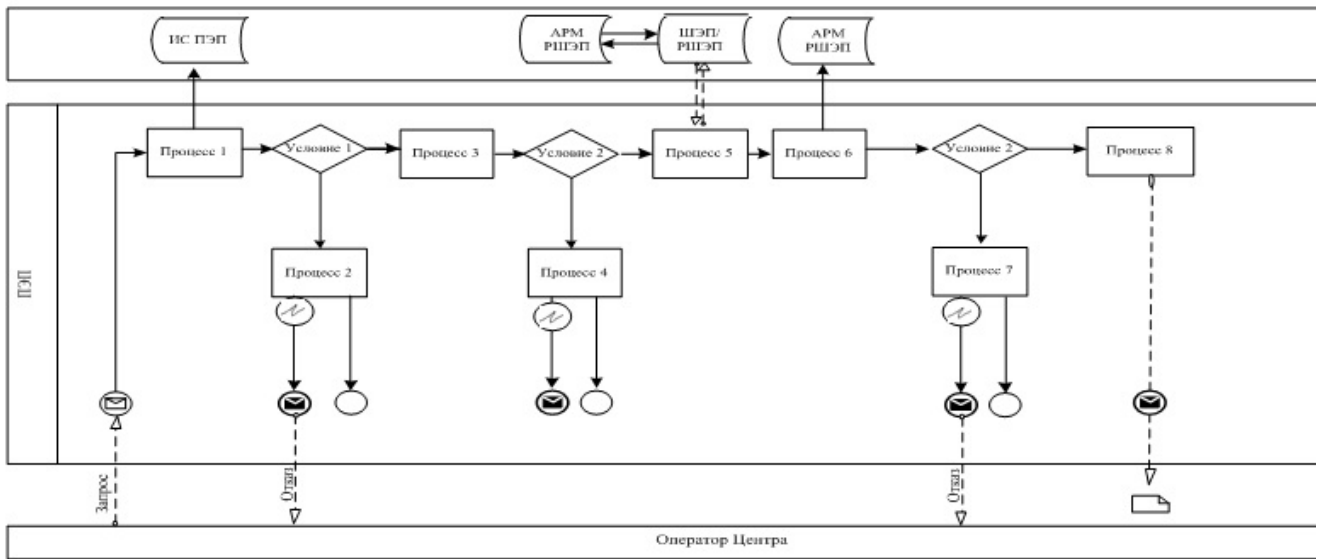 ИС ПЭП
АРМ
РШЭП
ШЭП/
РШЭП
АРМ
РШЭП
Процесс 1
Условие 1
Процесс 3
Условие 2
Процесс 5
Процесс 6
Условие 2
Процесс 8
Процесс 2
Процесс 4
Процесс 7
Запрос
Отказ
Отказ
Оператор Центра